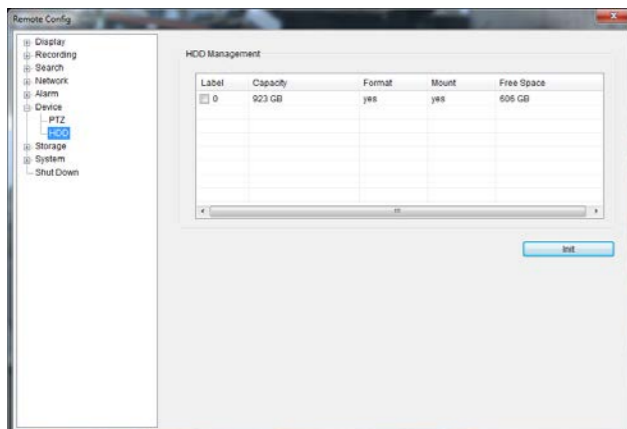 Remote Config
Display
Recording
Search
Network
Alarm
Device
PTZ
HDD
Storage
System
Shut Down
HDD Management
Label Capacity Format Mount Free Space
0 923 GB yes yes 606 GB
Init